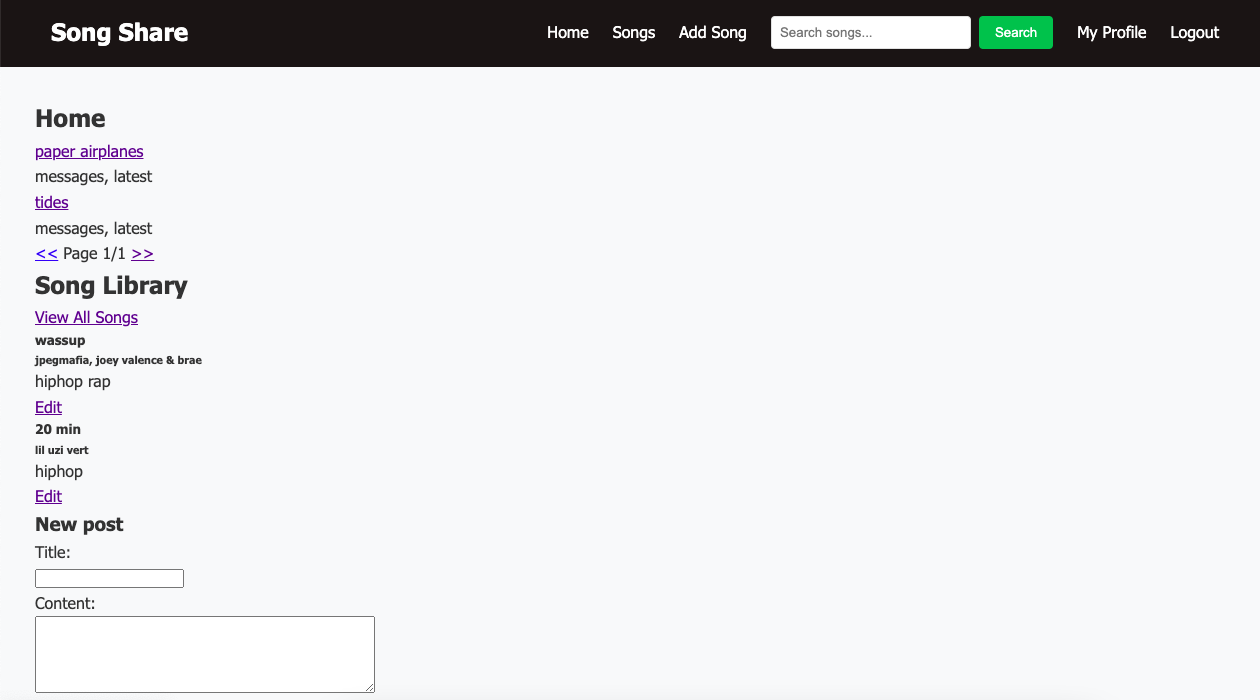 Song Share Home Songs Add Song Search songs... Search My Profile Logout
Home
paper airplanes
messages, latest
tides
messages, latest
<< Page 1/1 >>
Song Library
View All Songs
wassup
jpegmafia, joey valence & brae
hiphop rap
Edit
20 min
lil uzi vert
hiphop
Edit
New post
Title:
Content: